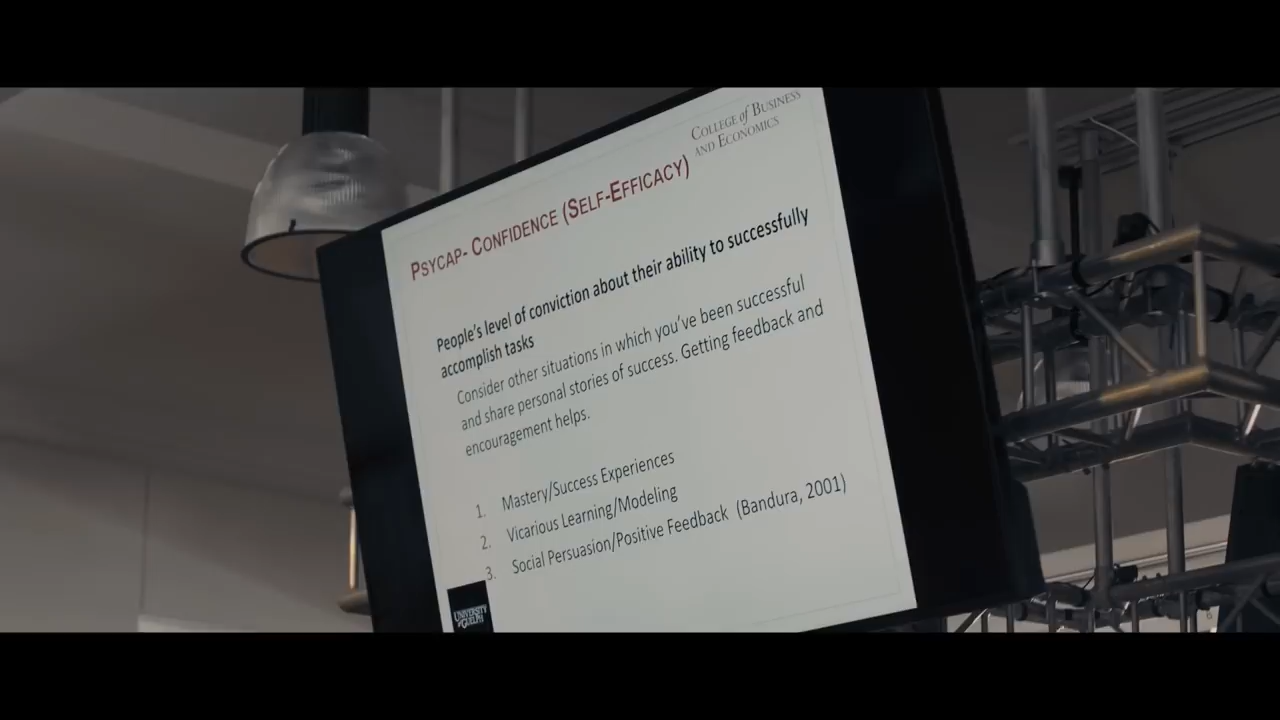 College of Business
and Economics
Psycap- Confidence (Self-Efficacy)
People's level of conviction about their ability to successfully
accomplish tasks
Consider other situations in which you've been successful
and share personal stories of success. Getting feedback and
encouragement helps.
1. Mastery/Success Experiences
2. Vicarious Learning/Modeling
3. Social Persuasion/Positive Feedback (Bandura, 2001)
University
of Guelph